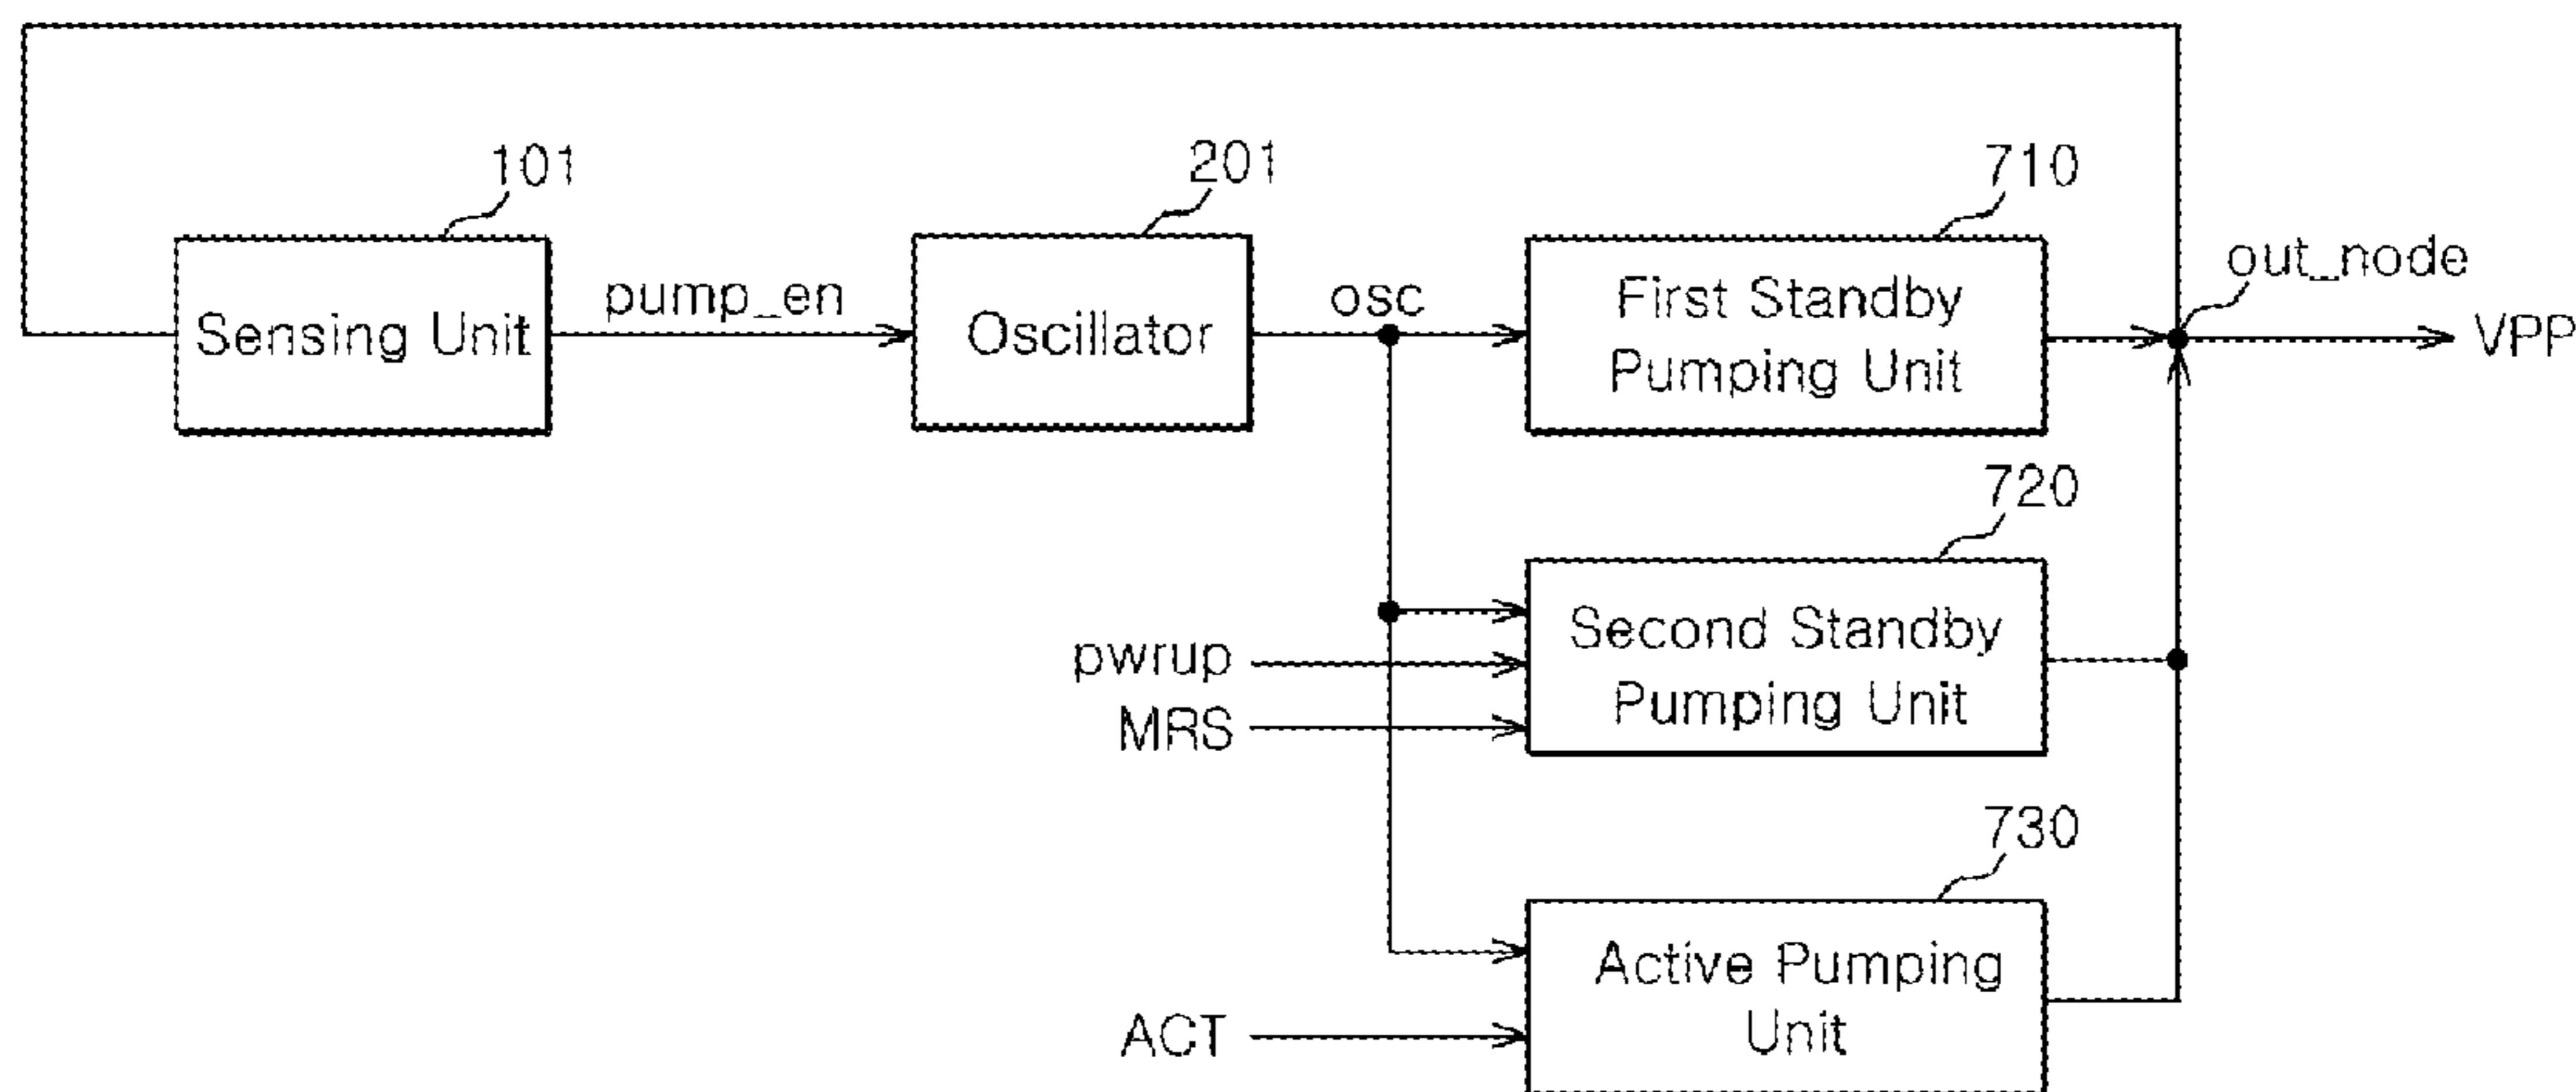 101
201
710
Sensing Unit
pump_en
Oscillator
osc
First Standby
Pumping Unit
out_node
VPP
720
pwrup
MRS
Second Standby
Pumping Unit
730
ACT
Active Pumping
Unit